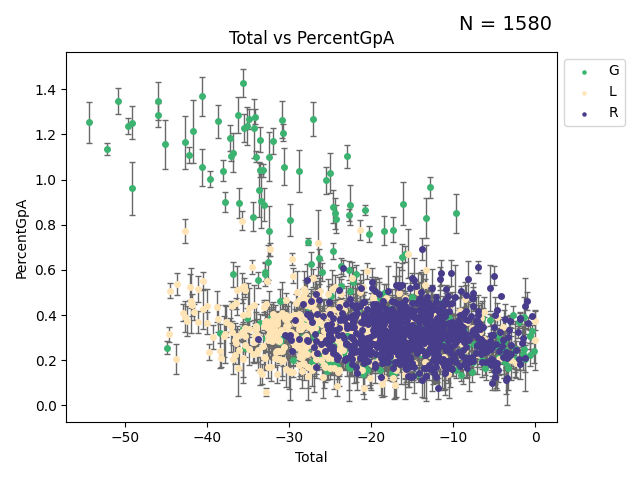 N = 1580
Total vs PercentGpA
G
L
R
PercentGpA
1.4
1.2
1.0
0.8
0.6
0.4
0.2
0.0
−50 −40 −30 −20 −10 0
Total